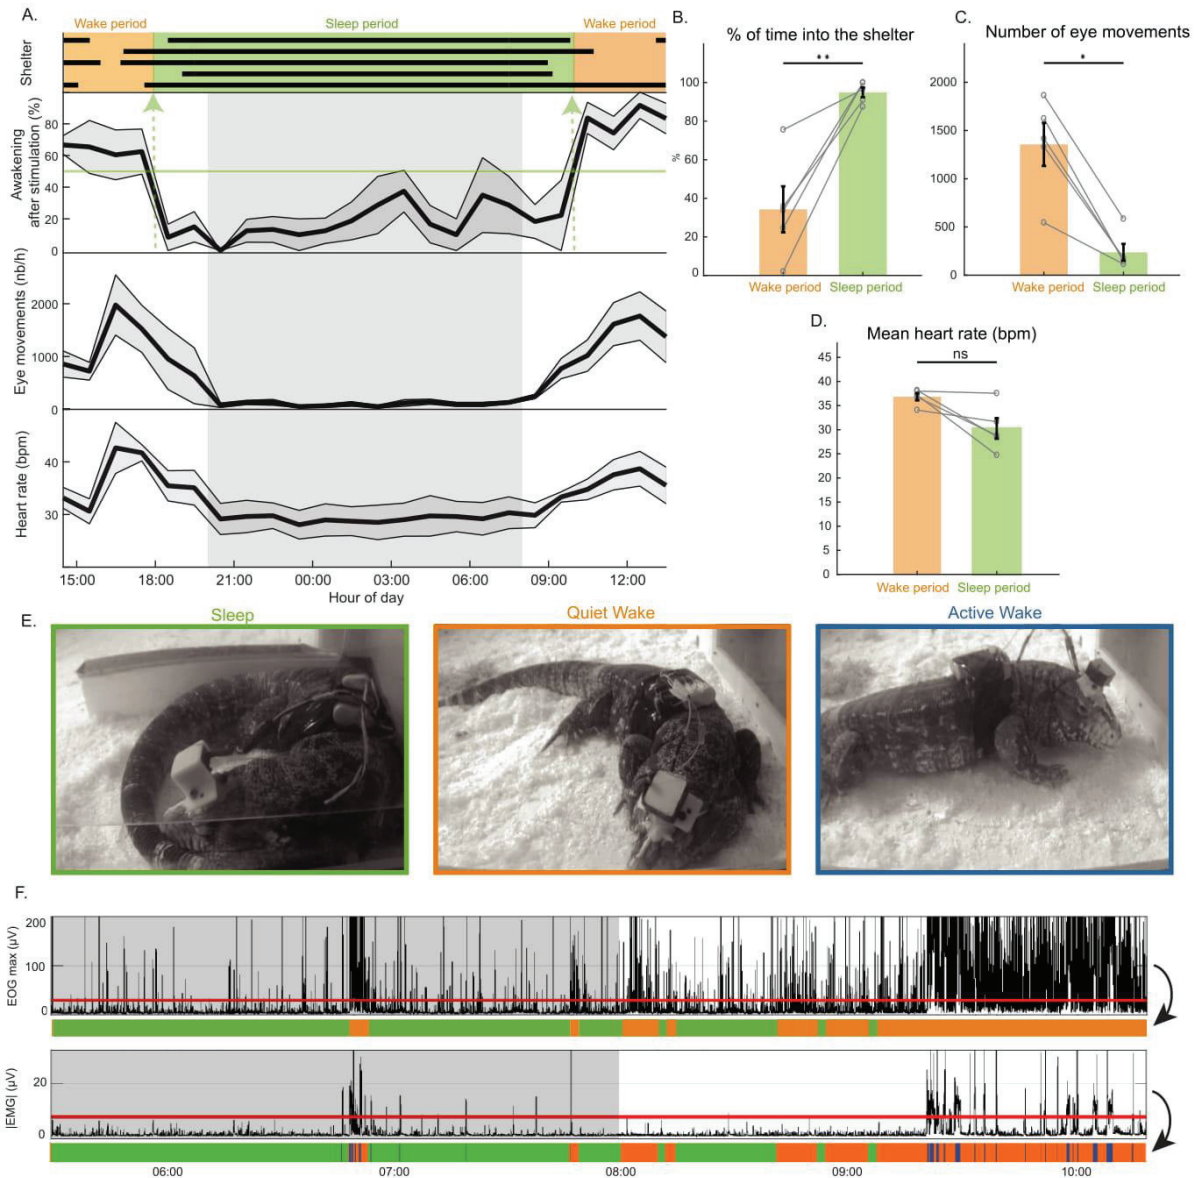 A.
Wake period
Sleep period
Wake period
Shelter
Awakening
after stimulation (%)
80
60
40
20
0
Eye movements (nb/h)
2000
1000
0
Heart rate (bpm)
40
30
15:00 18:00 21:00 00:00 03:00 06:00 09:00 12:00
Hour of day
B.
% of time into the shelter
**
100
80
60
%
40
20
0
Wake period Sleep period
C.
Number of eye movements
*
2000
1500
1000
500
0
Wake period Sleep period
D.
Mean heart rate (bpm)
ns
45
40
35
30
25
20
15
10
5
0
Wake period Sleep period
E.
Sleep
Quiet Wake
Active Wake
F.
EOG max (µV)
200
100
0
|EMG| (µV)
20
0
06:00 07:00 08:00 09:00 10:00